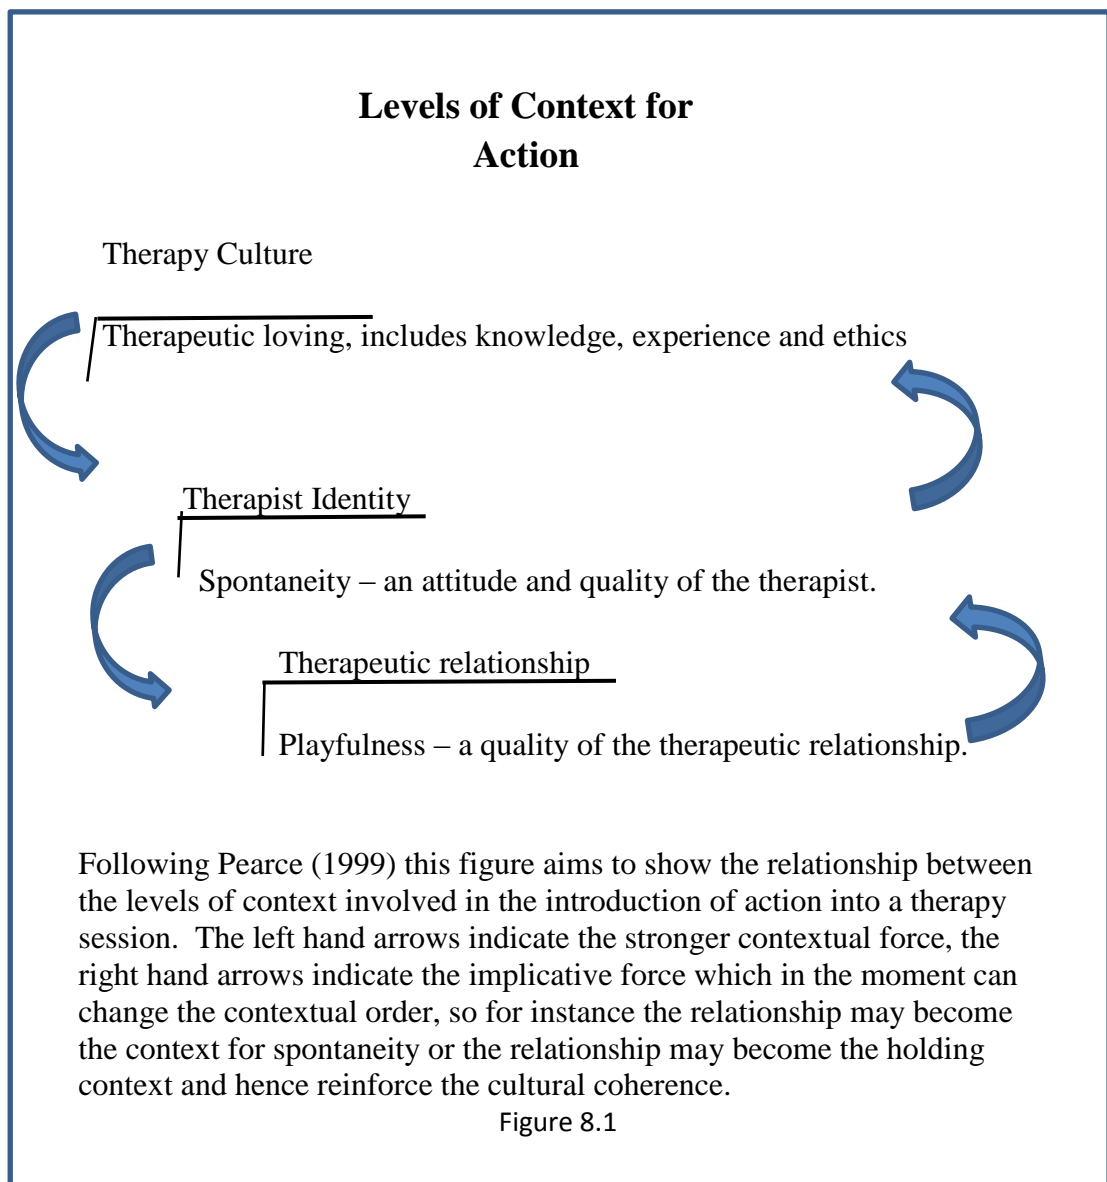 Levels of Context for
Action
Therapy Culture
Therapeutic loving, includes knowledge, experience and ethics
Therapist Identity
Spontaneity – an attitude and quality of the therapist.
Therapeutic relationship
Playfulness – a quality of the therapeutic relationship.
Following Pearce (1999) this figure aims to show the relationship between
the levels of context involved in the introduction of action into a therapy
session.  The left hand arrows indicate the stronger contextual force, the
right hand arrows indicate the implicative force which in the moment can
change the contextual order, so for instance the relationship may become
the context for spontaneity or the relationship may become the holding
context and hence reinforce the cultural coherence.
Figure 8.1